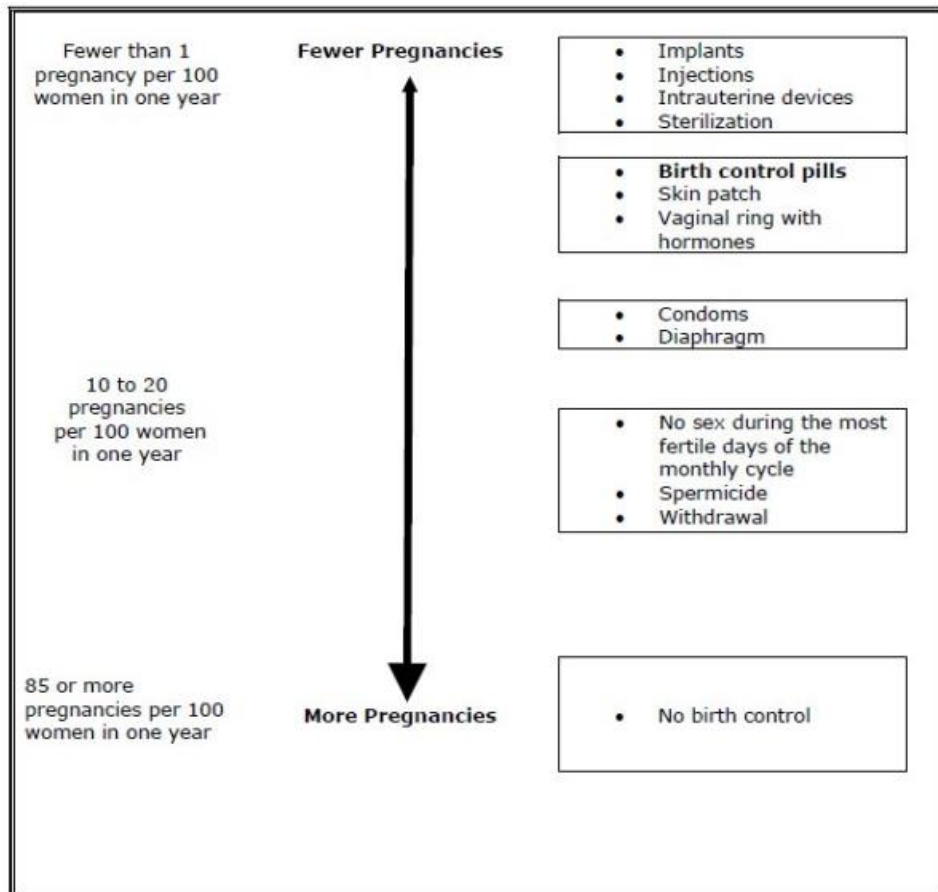 Fewer than 1
pregnancy per 100
women in one year
Fewer Pregnancies
• Implants
• Injections
• Intrauterine devices
• Sterilization
• Birth control pills
• Skin patch
• Vaginal ring with
hormones
• Condoms
• Diaphragm
10 to 20
pregnancies
per 100 women
in one year
• No sex during the most
fertile days of the
monthly cycle
• Spermicide
• Withdrawal
85 or more
pregnancies per 100
women in one year
More Pregnancies
• No birth control